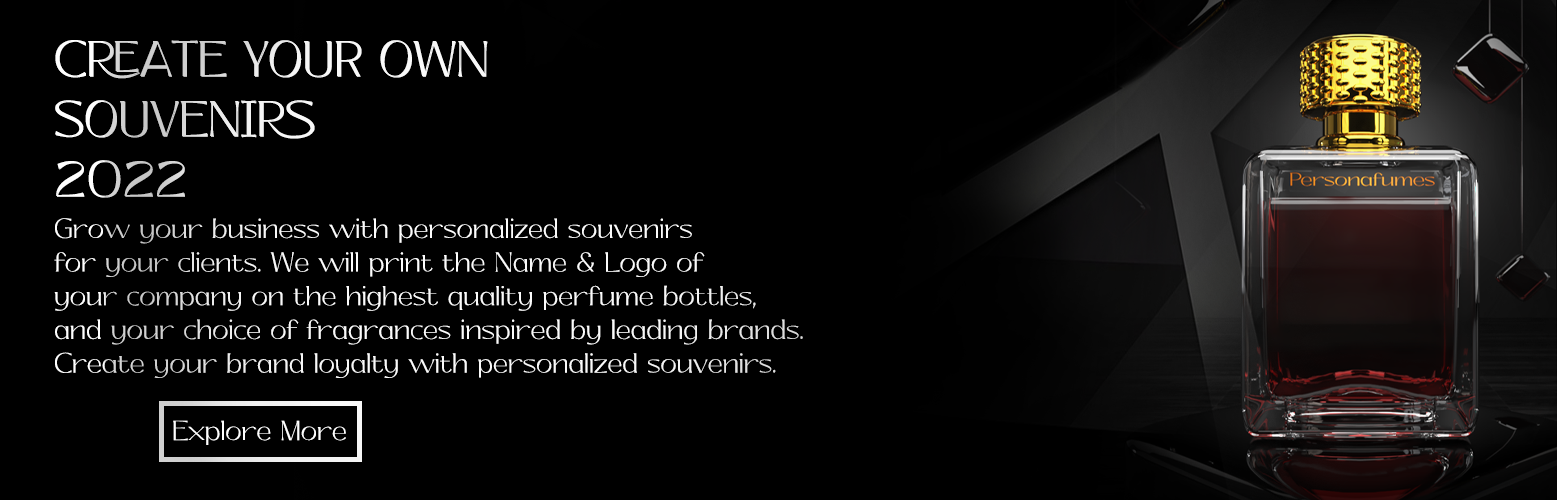 CREATE YOUR OWN
SOUVENIRS
2022
Grow your business with personalized souvenirs
for your clients. We will print the Name & Logo of
your company on the highest quality perfume bottles,
and your choice of fragrances inspired by leading brands.
Create your brand loyalty with personalized souvenirs.
Explore More
Personafumes